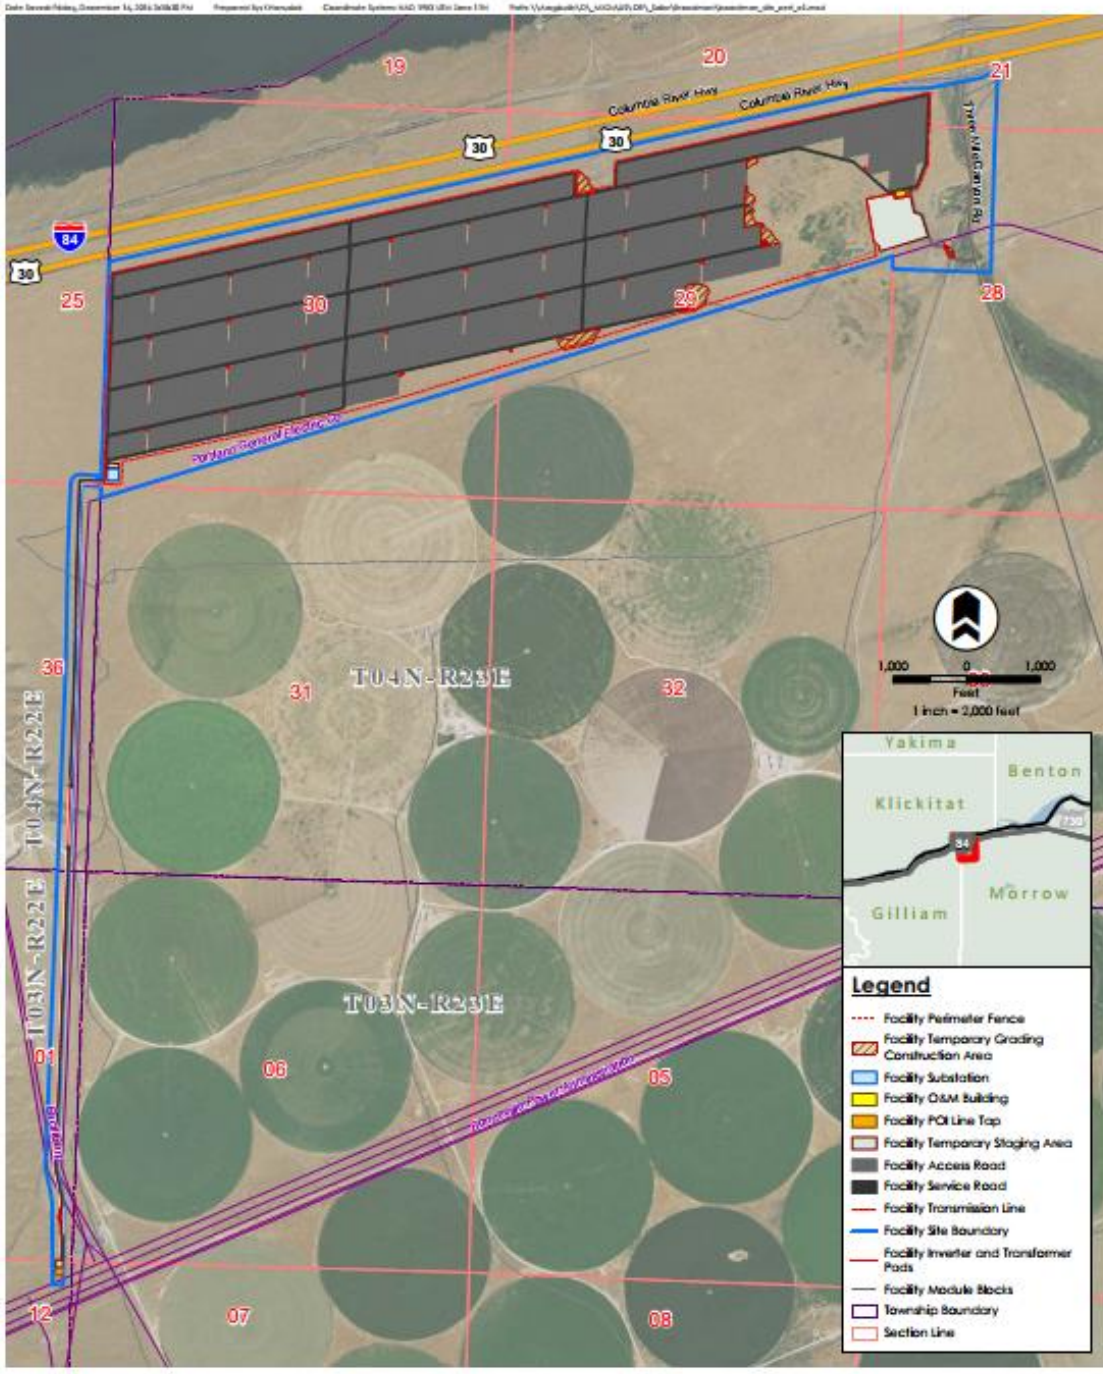 19
20
21
Columbia River Hwy
Columbia River Hwy
30
30
84
30
25
30
29
28
Portland General Electric
36
31
T04N-R23E
32
1,000 0 1,000
Feet
1 inch = 2,000 feet
T04N-R22E
T03N-R22E
T03N-R23E
01
06
05
12
07
08
Yakima
Benton
Klickitat
730
84
Morrow
Gilliam
Legend
Facility Perimeter Fence
Facility Temporary Grading
Construction Area
Facility Substation
Facility O&M Building
Facility POI Line Tap
Facility Temporary Staging Area
Facility Access Road
Facility Service Road
Facility Transmission Line
Facility Site Boundary
Facility Inverter and Transformer
Pads
Facility Module Blocks
Township Boundary
Section Line